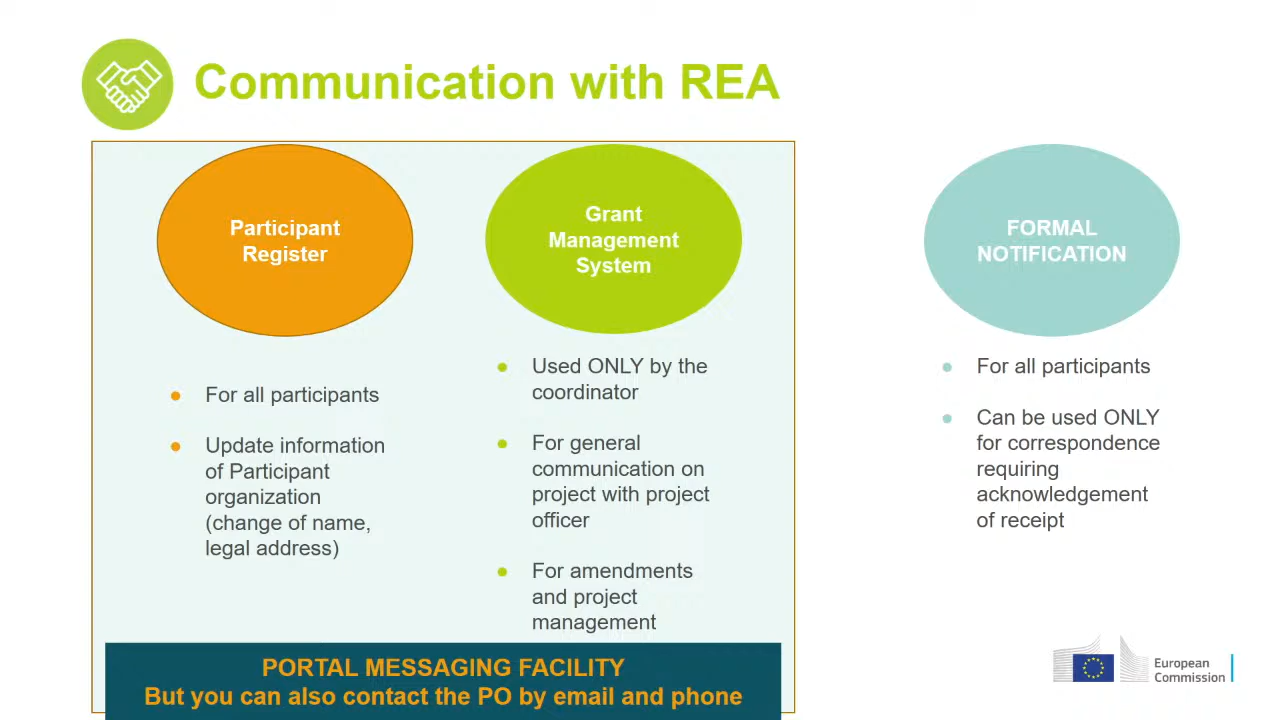 Communication with REA
Participant
Register
● For all participants
● Update information
of Participant
organization
(change of name,
legal address)
Grant
Management
System
● Used ONLY by the
coordinator
● For general
communication on
project with project
officer
● For amendments
and project
management
PORTAL MESSAGING FACILITY
But you can also contact the PO by email and phone
FORMAL
NOTIFICATION
● For all participants
● Can be used ONLY
for correspondence
requiring
acknowledgement
of receipt
European
Commission